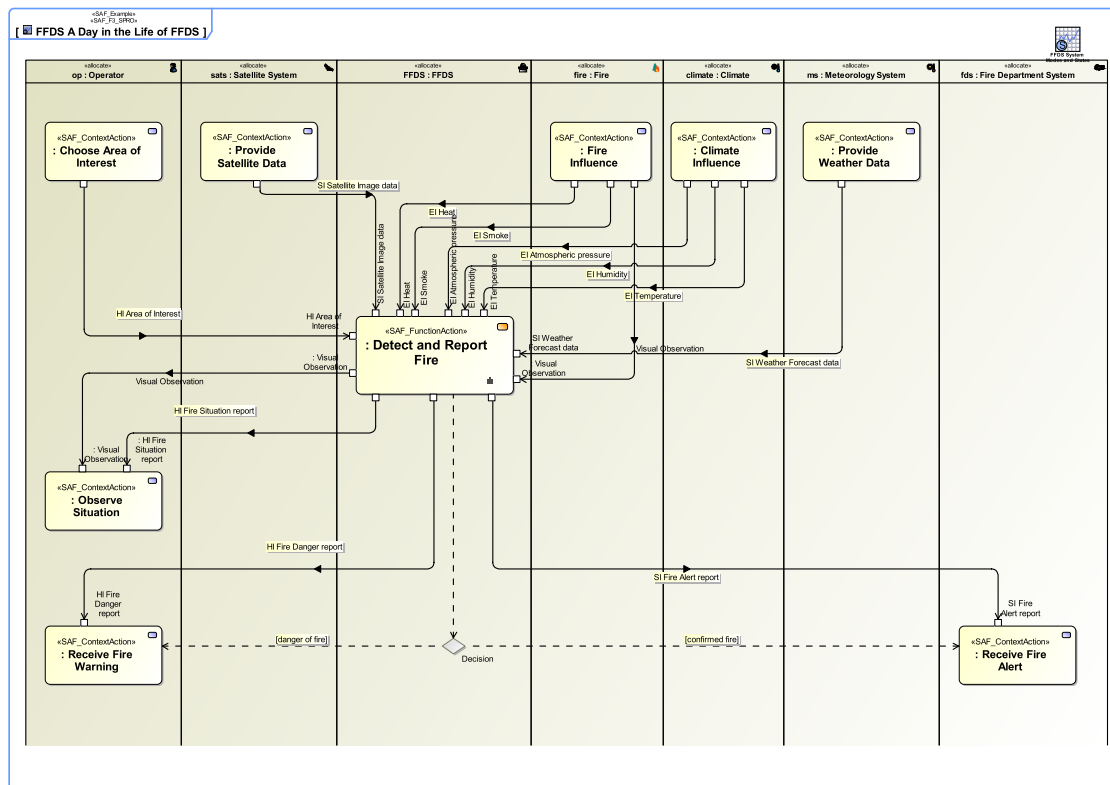 «SAF_Example»
«SAF_F3_SPRO»
[ FFDS A Day in the Life of FFDS ]
FFDS System
Modes and States
«allocate»
op : Operator
«allocate»
sats : Satellite System
«allocate»
FFDS : FFDS
«allocate»
fire : Fire
«allocate»
climate : Climate
«allocate»
ms : Meteorology System
«allocate»
fds : Fire Department System
«SAF_ContextAction»
: Choose Area of
Interest
«SAF_ContextAction»
: Provide
Satellite Data
«SAF_ContextAction»
: Fire
Influence
«SAF_ContextAction»
: Climate
Influence
«SAF_ContextAction»
: Provide
Weather Data
SI Satellite Image data
EI Heat
EI Smoke
EI Atmospheric pressure
EI Humidity
EI Temperature
SI Satellite Image data
EI Heat
EI Smoke
EI Atmospheric pressure
EI Humidity
EI Temperature
HI Area of Interest
HI Area of
Interest
«SAF_FunctionAction»
: Detect and Report
Fire
SI Weather
Forecast data
Visual Observation
SI Weather Forecast data
: Visual
Observation
Visual
Observation
Visual Observation
HI Fire Situation report
: Visual
Observation
: HI Fire
Situation
report
«SAF_ContextAction»
: Observe
Situation
HI Fire Danger report
SI Fire Alert report
HI Fire
Danger
report
SI Fire
Alert report
«SAF_ContextAction»
: Receive Fire
Warning
[danger of fire]
Decision
[confirmed fire]
«SAF_ContextAction»
: Receive Fire
Alert